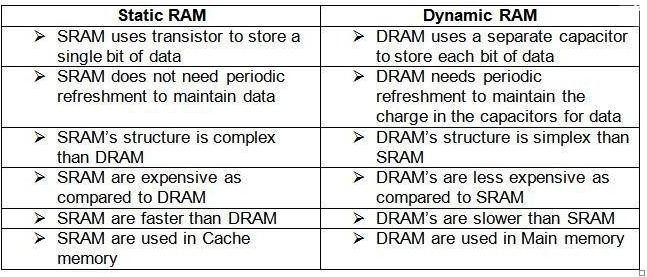 Static RAM
Dynamic RAM
➢ SRAM uses transistor to store a
single bit of data
➢ DRAM uses a separate capacitor
to store each bit of data
➢ SRAM does not need periodic
refreshment to maintain data
➢ DRAM needs periodic
refreshment to maintain the
charge in the capacitors for data
➢ SRAM's structure is complex
than DRAM
➢ DRAM's structure is simplex than
SRAM
➢ SRAM are expensive as
compared to DRAM
➢ DRAM's are less expensive as
compared to SRAM
➢ SRAM are faster than DRAM
➢ DRAM's are slower than SRAM
➢ SRAM are used in Cache
memory
➢ DRAM are used in Main memory